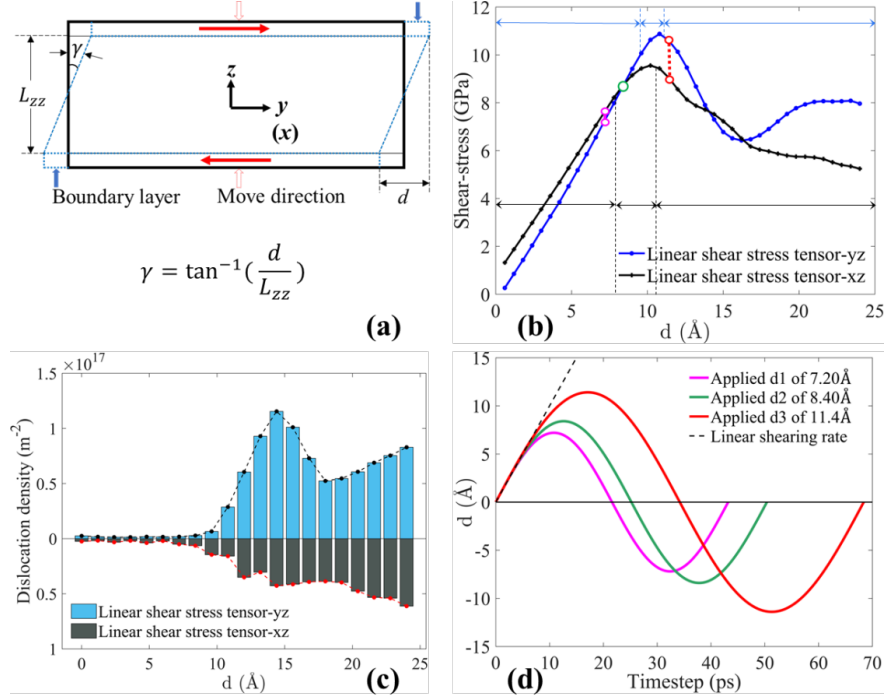 γ
z
L_zz
y
(x)
Boundary layer
Move direction
d
γ = tan⁻¹(d/L_zz)
(a)
Shear-stress (GPa)
12
10
8
6
4
2
0
Linear shear stress tensor-yz
Linear shear stress tensor-xz
0
5
10
15
20
25
d (Å)
(b)
×10¹⁷
Dislocation density (m⁻²)
1.5
1
0.5
0
0.5
1
Linear shear stress tensor-yz
Linear shear stress tensor-xz
0
5
10
15
20
25
d (Å)
(c)
d (Å)
15
10
5
0
-5
-10
-15
Applied d1 of 7.20Å
Applied d2 of 8.40Å
Applied d3 of 11.4Å
Linear shearing rate
0
10
20
30
40
50
60
70
Timestep (ps)
(d)